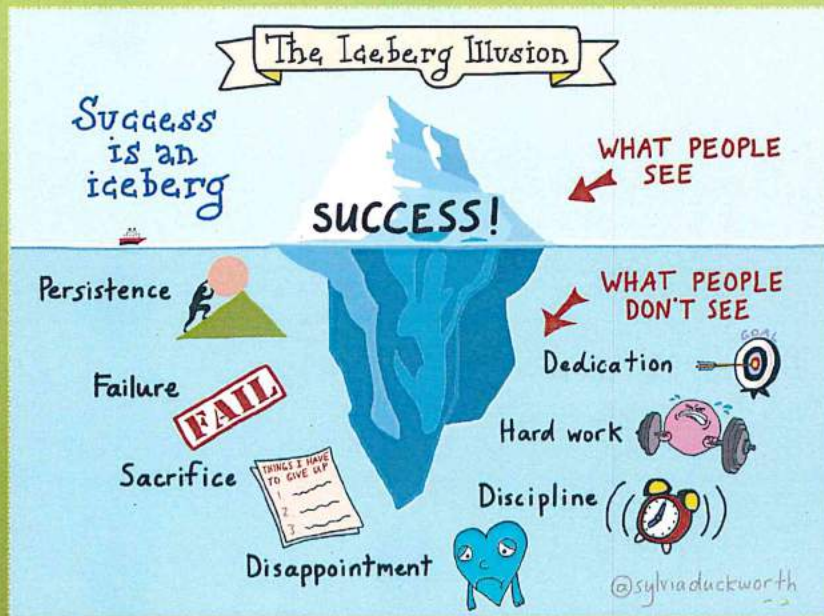 The Iceberg Illusion
Success
is an
iceberg
WHAT PEOPLE
SEE
SUCCESS!
Persistence
WHAT PEOPLE
DON'T SEE
GOAL
Dedication
Failure
FAIL
Hard work
Sacrifice
THINGS I HAVE
TO GIVE UP
1
2
3
Discipline
Disappointment
@sylviaduckworth